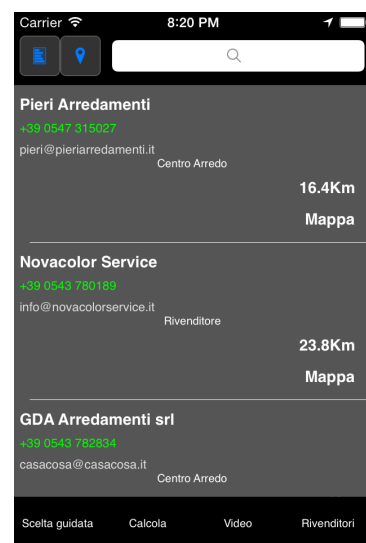 Carrier 8:20 PM
Pieri Arredamenti
+39 0547 315027
pieri@pieriarredamenti.it
Centro Arredo
16.4Km
Mappa
Novacolor Service
+39 0543 780189
info@novacolorservice.it
Rivenditore
23.8Km
Mappa
GDA Arredamenti srl
+39 0543 782834
casacosa@casacosa.it
Centro Arredo
Scelta guidata Calcola Video Rivenditori